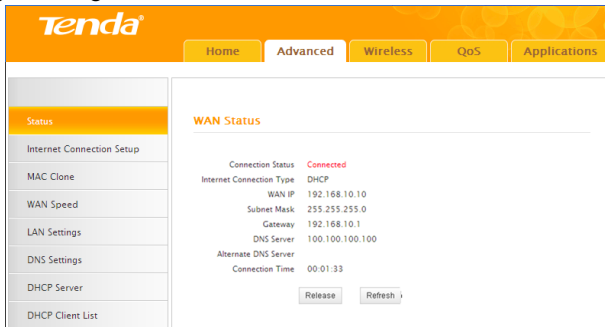 Tenda
Home Advanced Wireless QoS Applications
Status
Internet Connection Setup
MAC Clone
WAN Speed
LAN Settings
DNS Settings
DHCP Server
DHCP Client List
WAN Status
Connection Status Connected
Internet Connection Type DHCP
WAN IP 192.168.10.10
Subnet Mask 255.255.255.0
Gateway 192.168.10.1
DNS Server 100.100.100.100
Alternate DNS Server
Connection Time 00:01:33
Release Refresh